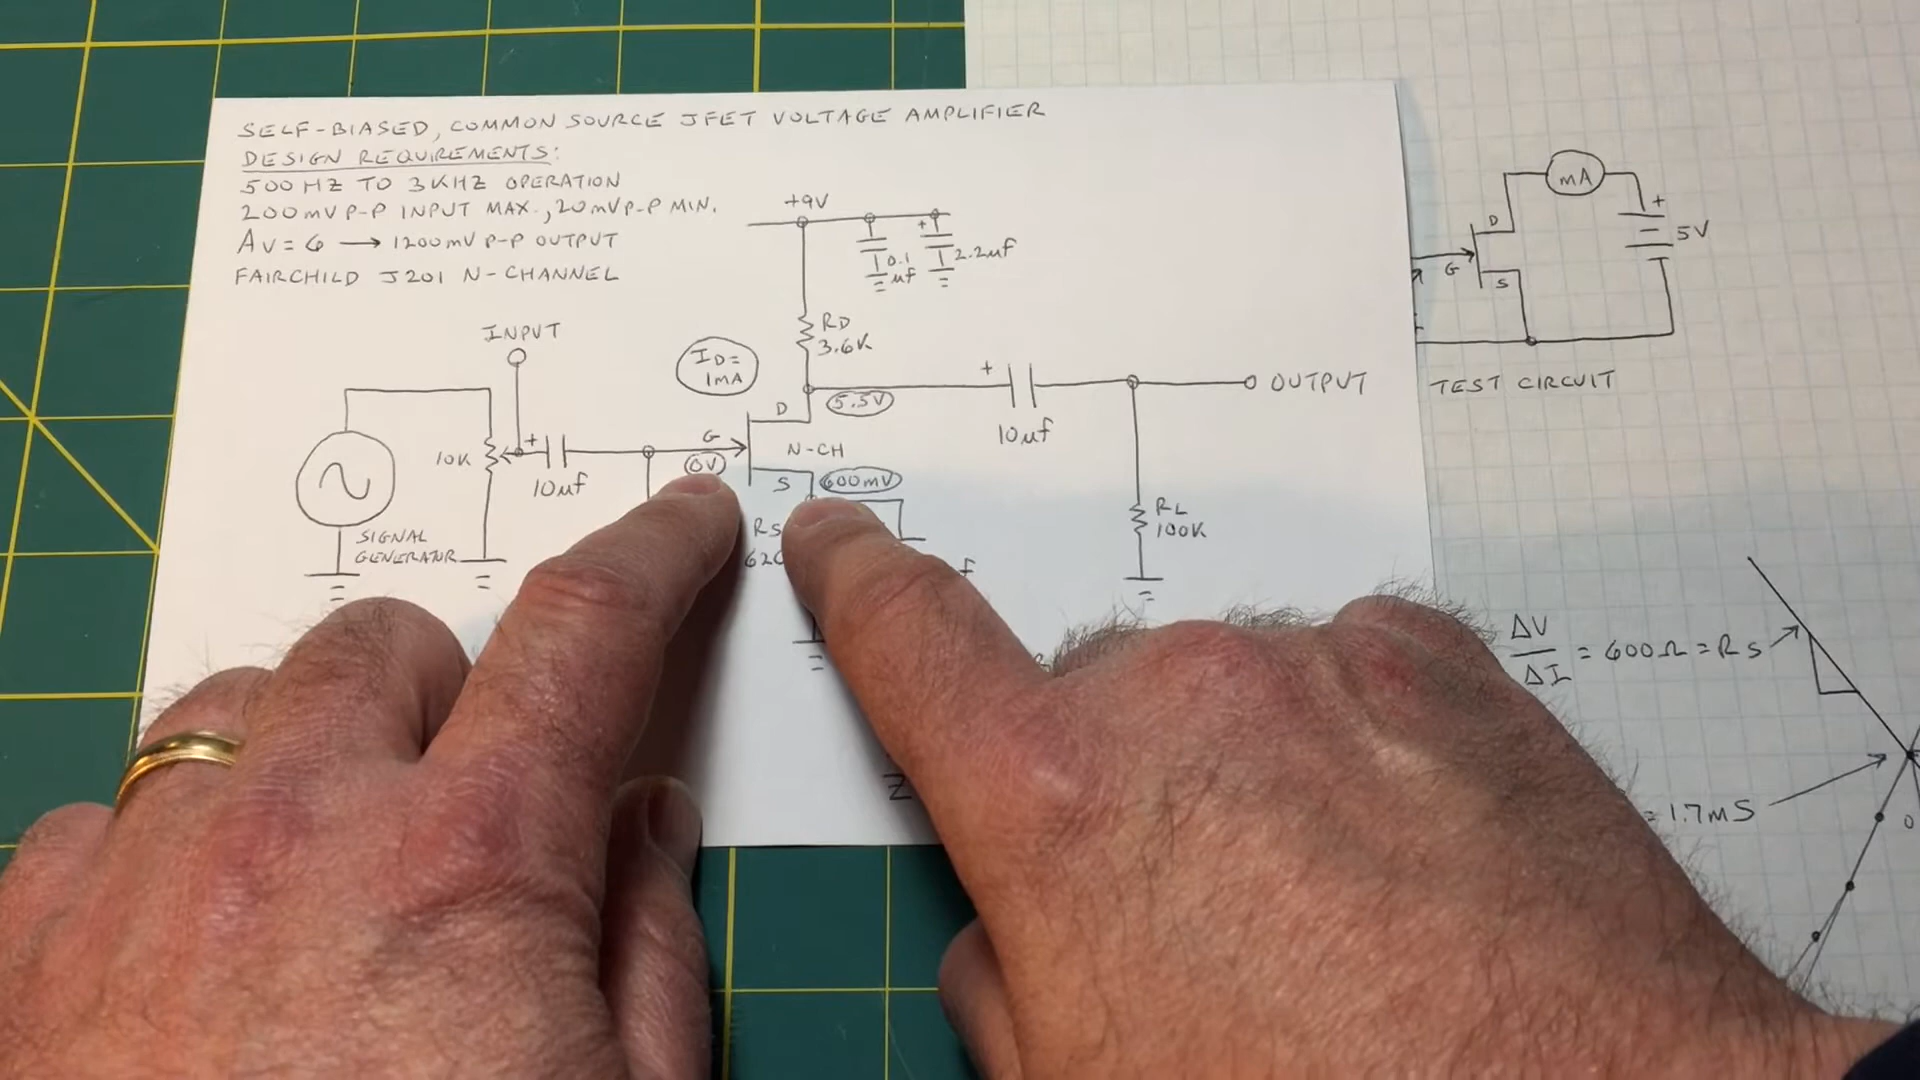 SELF-BIASED, COMMON SOURCE JFET VOLTAGE AMPLIFIER
DESIGN REQUIREMENTS:
500HZ TO 3KHZ OPERATION
200mV P-P INPUT MAX., 20mV P-P MIN.
AV = 6 → 1200mV P-P OUTPUT
FAIRCHILD J201 N-CHANNEL
+9V
+
0.1
uf
2.2uf
INPUT
RD
3.6K
ID=
1MA
+
OUTPUT
D
5.5V
10uf
10K
+
G
0V
N-CH
10uf
S
600mV
RS
RL
100K
SIGNAL
GENERATOR
Z
mA
D
+
5V
G
S
TEST CIRCUIT
ΔV
ΔI
= 600Ω = RS
= 1.7mS
0